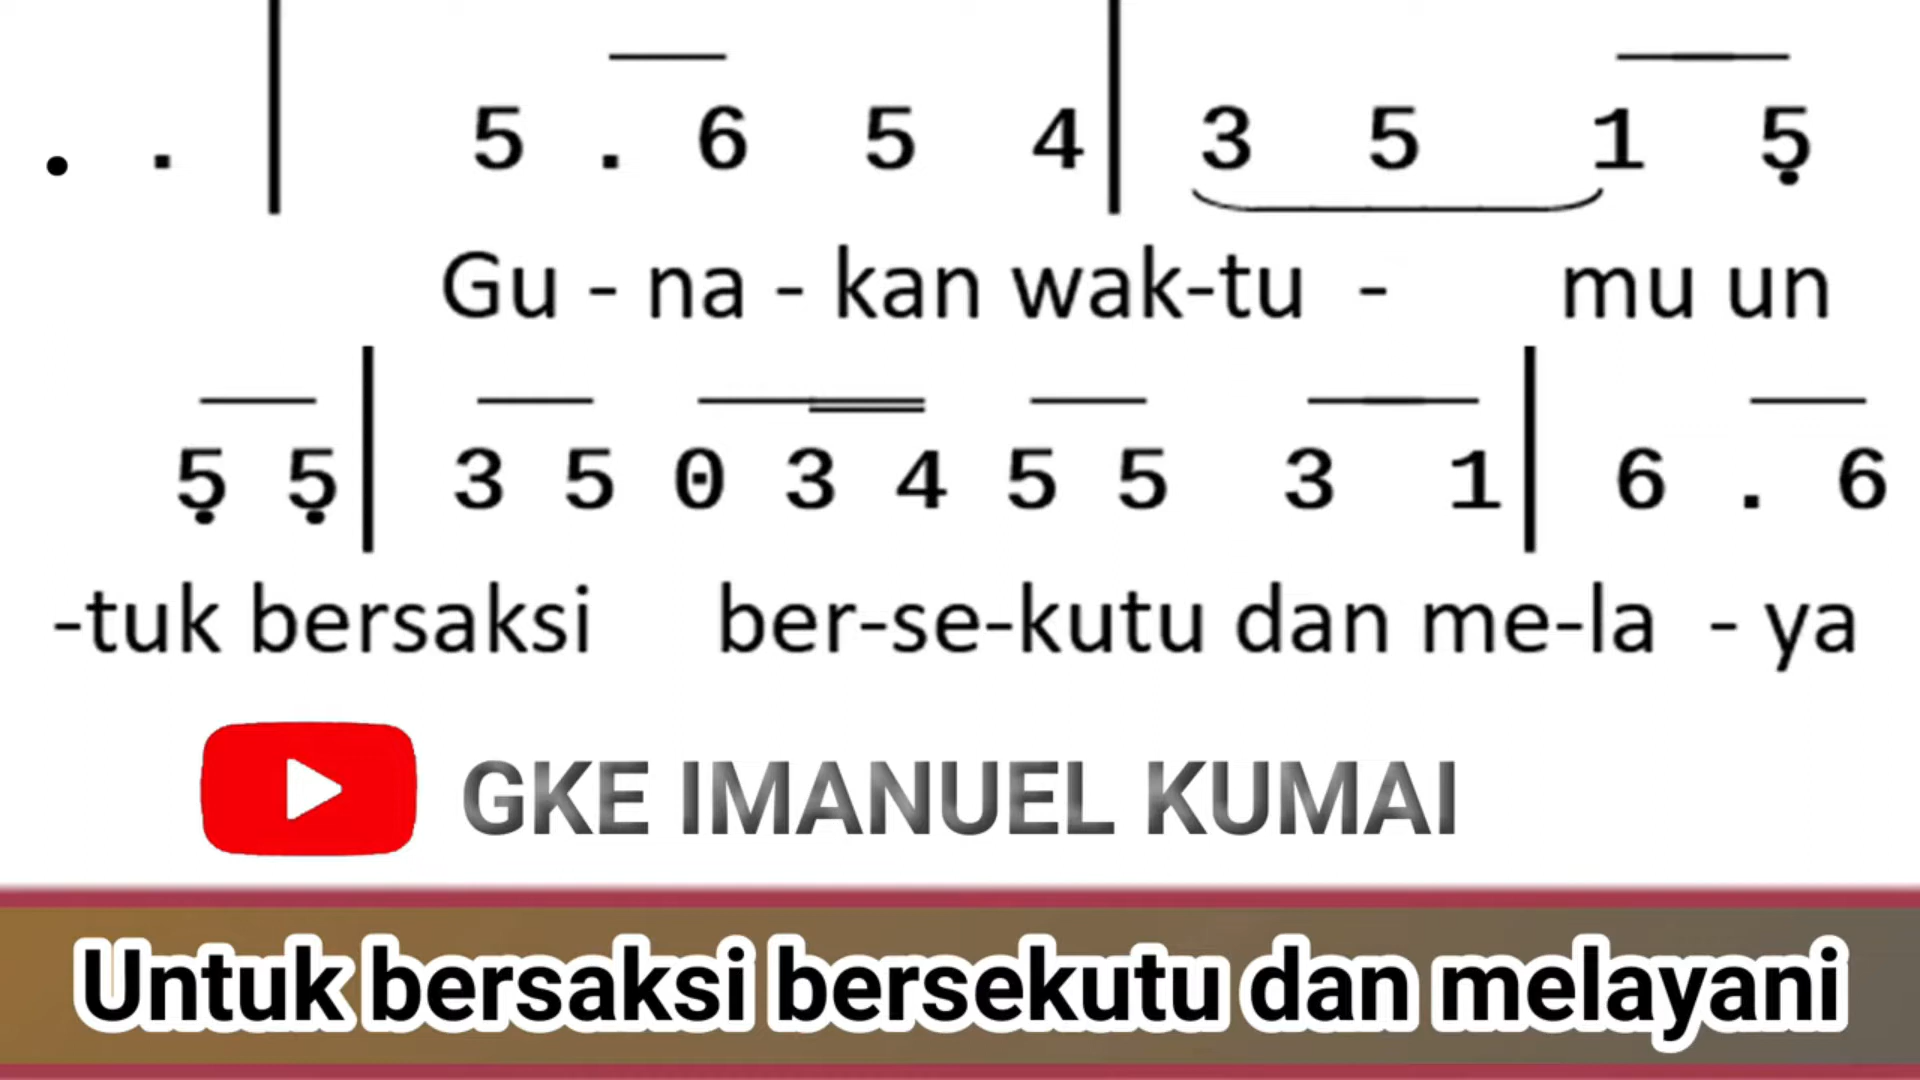 . . | 5 . 6 5 4 | 3 5 1 5̣
Gu - na - kan wak-tu - mu un
5̣ 5̣ | 3 5 0 3 4 5 5 3 1 | 6 . 6
-tuk bersaksi ber-se-kutu dan me-la - ya
GKE IMANUEL KUMAI
Untuk bersaksi bersekutu dan melayani